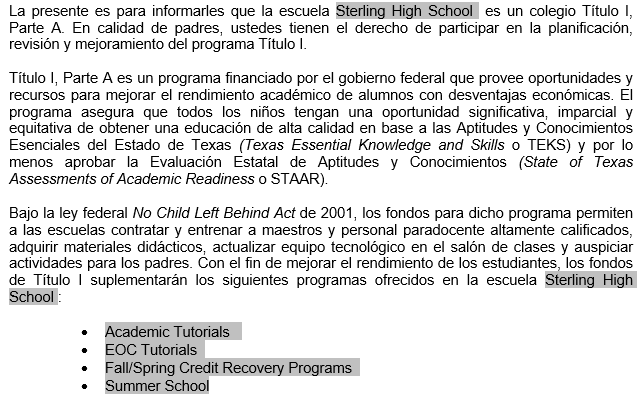 La presente es para informarles que la escuela Sterling High School es un colegio Título I,
Parte A. En calidad de padres, ustedes tienen el derecho de participar en la planificación,
revisión y mejoramiento del programa Título I.
Título I, Parte A es un programa financiado por el gobierno federal que provee oportunidades y
recursos para mejorar el rendimiento académico de alumnos con desventajas económicas. El
programa asegura que todos los niños tengan una oportunidad significativa, imparcial y
equitativa de obtener una educación de alta calidad en base a las Aptitudes y Conocimientos
Esenciales del Estado de Texas (Texas Essential Knowledge and Skills o TEKS) y por lo
menos aprobar la Evaluación Estatal de Aptitudes y Conocimientos (State of Texas
Assessments of Academic Readiness o STAAR).
Bajo la ley federal No Child Left Behind Act de 2001, los fondos para dicho programa permiten
a las escuelas contratar y entrenar a maestros y personal paradocente altamente calificados,
adquirir materiales didácticos, actualizar equipo tecnológico en el salón de clases y auspiciar
actividades para los padres. Con el fin de mejorar el rendimiento de los estudiantes, los fondos
de Título I suplementarán los siguientes programas ofrecidos en la escuela Sterling High
School :
• Academic Tutorials
• EOC Tutorials
• Fall/Spring Credit Recovery Programs
• Summer School